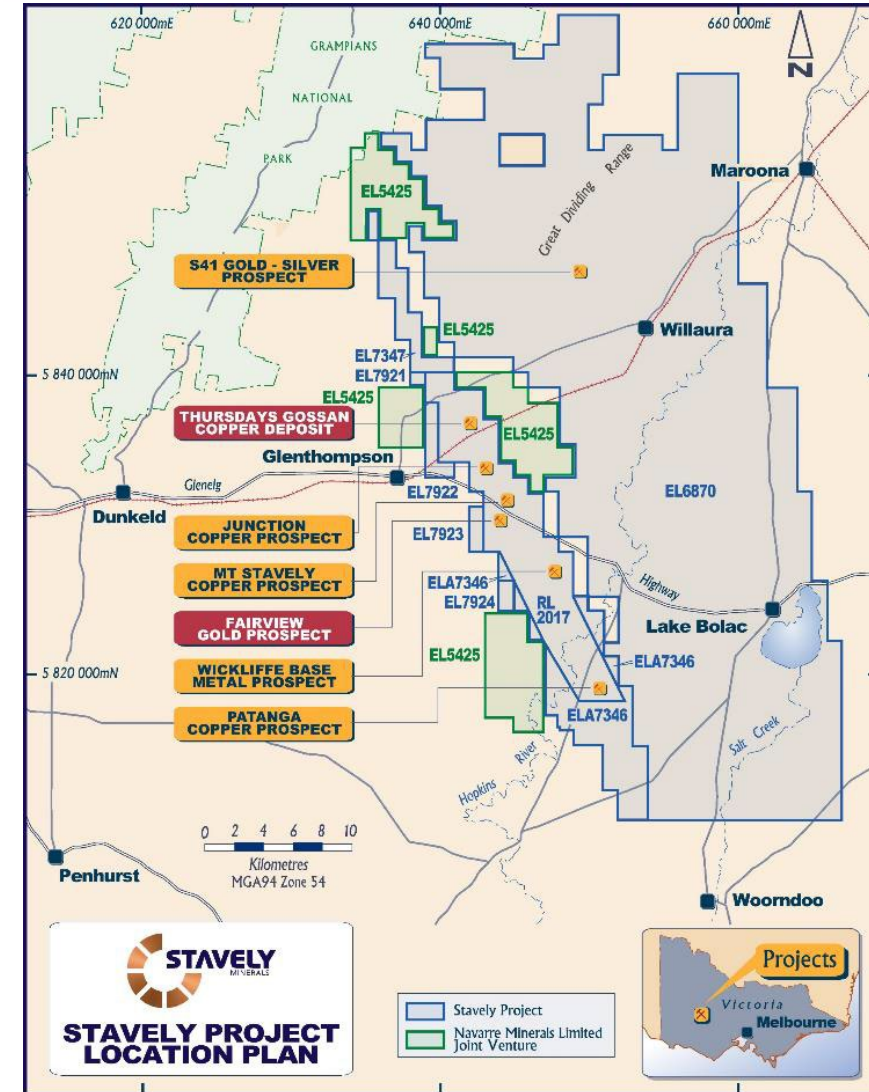 620 000mE
640 000mE
660 000mE
GRAMPIANS
NATIONAL
PARK
N
Maroona
EL5425
Great Dividing Range
S41 GOLD - SILVER
PROSPECT
EL5425
Willaura
EL7347
5 840 000mN
EL7921
EL5425
THURSDAYS GOSSAN
COPPER DEPOSIT
EL5425
Glenthompson
Glenelg
EL7922
EL6870
Dunkeld
JUNCTION
COPPER PROSPECT
EL7923
MT STAVELY
COPPER PROSPECT
ELA7346
Highway
EL7924
RL
2017
Lake Bolac
FAIRVIEW
GOLD PROSPECT
EL5425
ELA7346
WICKLIFFE BASE
METAL PROSPECT
5 820 000mN
PATANGA
COPPER PROSPECT
ELA7346
Salt Creek
Hopkins River
0 2 4 6 8 10
Kilometres
MGA94 Zone 54
Penhurst
Woorndoo
STAVELY
MINERALS
STAVELY PROJECT
LOCATION PLAN
Stavely Project
Navarre Minerals Limited
Joint Venture
Projects
Victoria
Melbourne